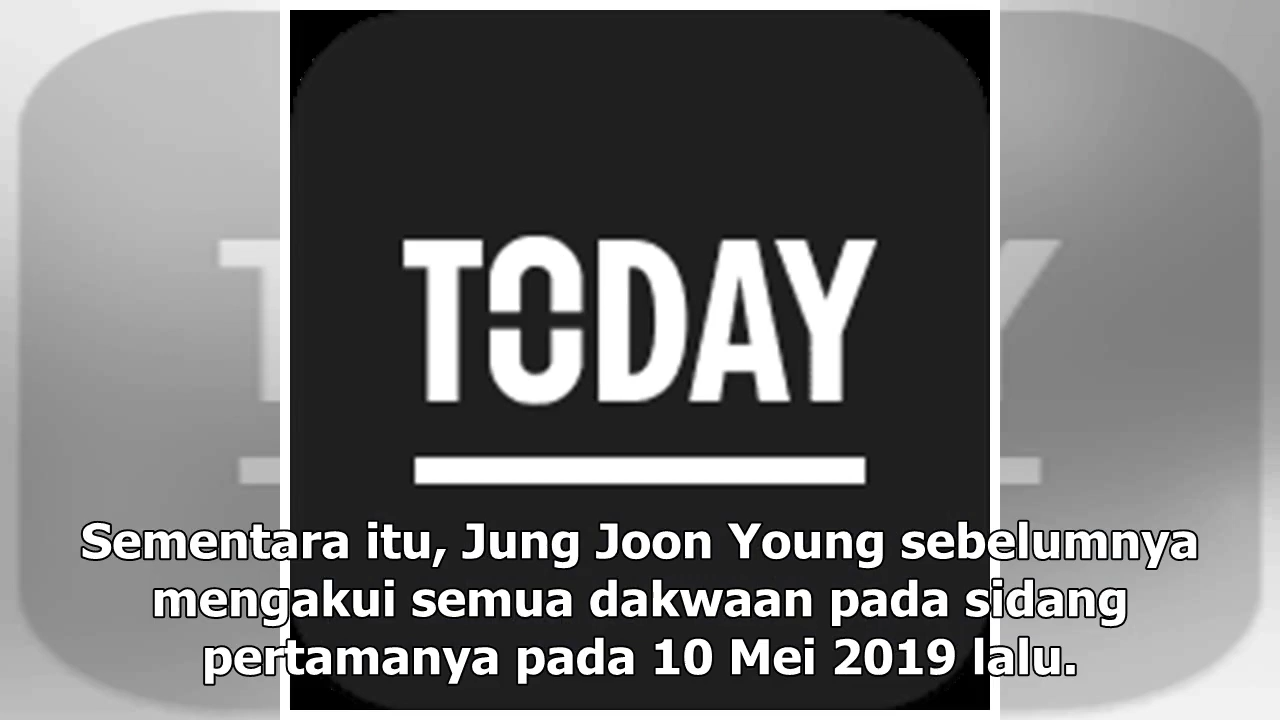 TODAY
Sementara itu, Jung Joon Young sebelumnya
mengakui semua dakwaan pada sidang
pertamanya pada 10 Mei 2019 lalu.